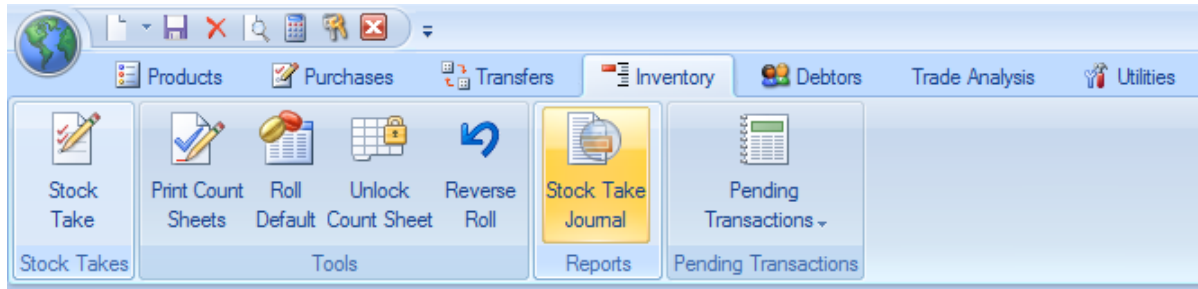 Products Purchases Transfers Inventory Debtors Trade Analysis Utilities
Stock Take
Print Count Sheets
Roll Default
Unlock Count Sheet
Reverse Roll
Stock Take Journal
Pending Transactions
Stock Takes Tools Reports Pending Transactions